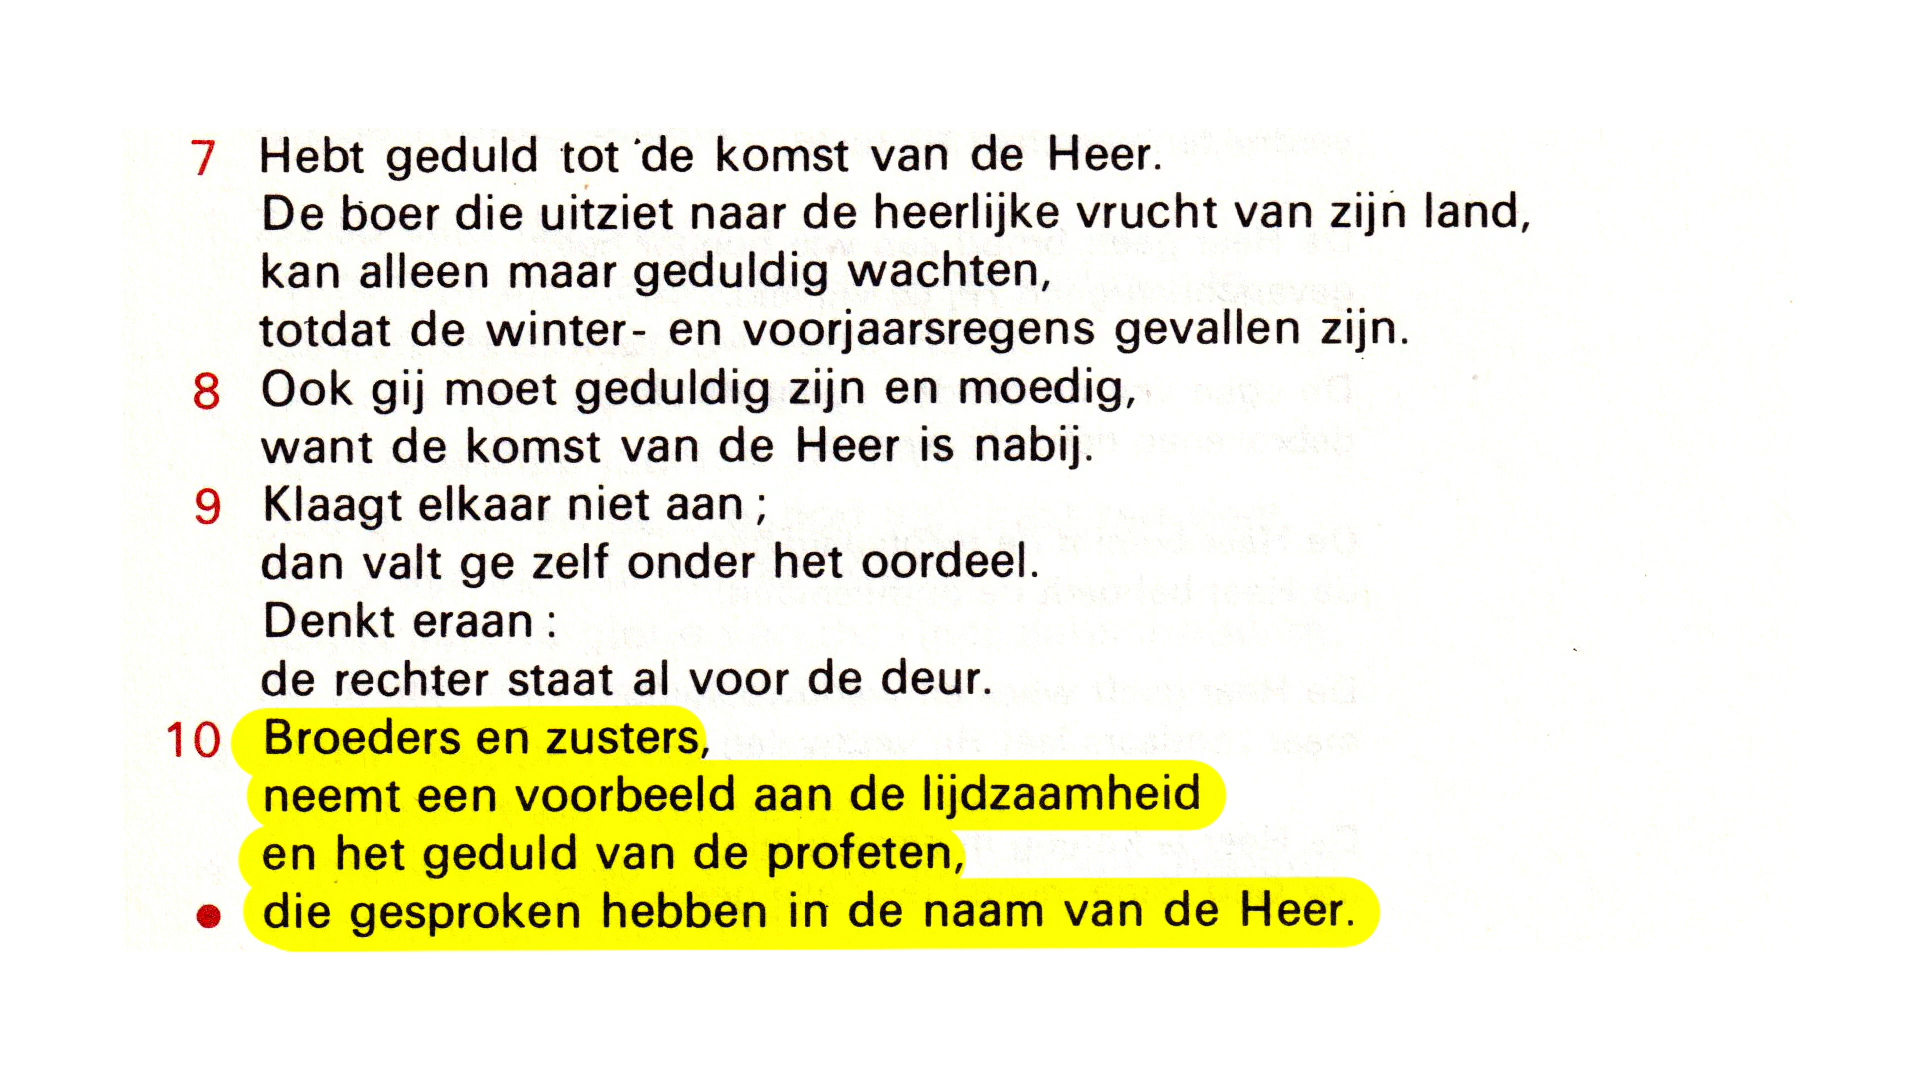 7 Hebt geduld tot de komst van de Heer.
De boer die uitziet naar de heerlijke vrucht van zijn land,
kan alleen maar geduldig wachten,
totdat de winter- en voorjaarsregens gevallen zijn.
8 Ook gij moet geduldig zijn en moedig,
want de komst van de Heer is nabij.
9 Klaagt elkaar niet aan ;
dan valt ge zelf onder het oordeel.
Denkt eraan :
de rechter staat al voor de deur.
10 Broeders en zusters,
neemt een voorbeeld aan de lijdzaamheid
en het geduld van de profeten,
• die gesproken hebben in de naam van de Heer.